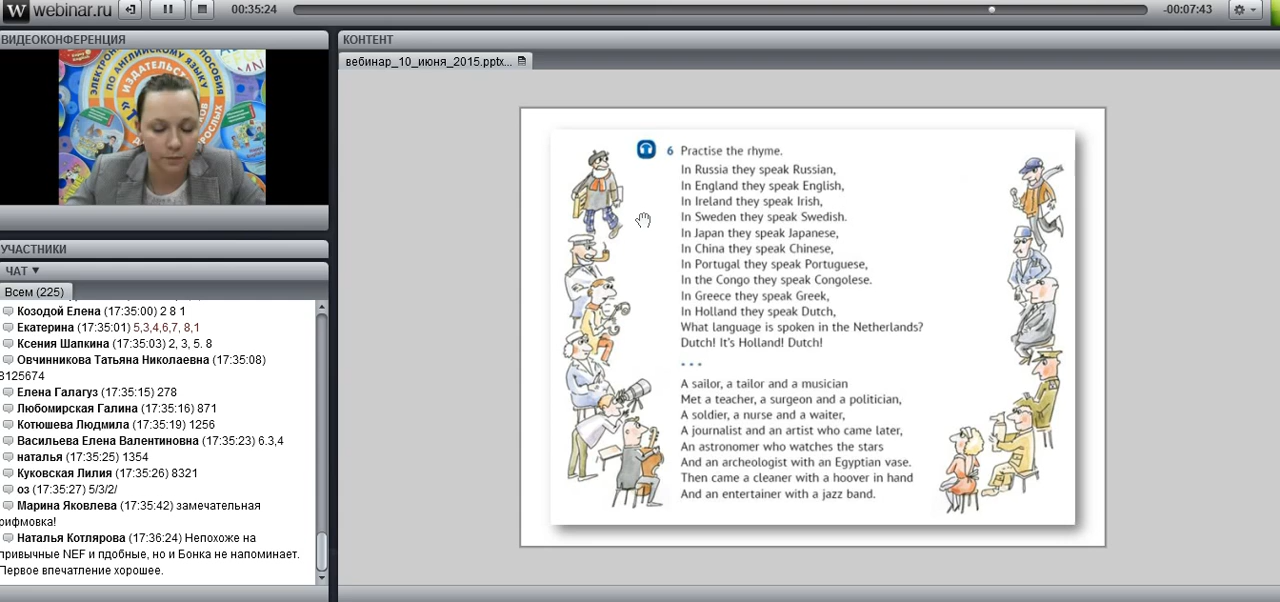 W webinar.ru
00:35:24
-00:07:43
ВИДЕОКОНФЕРЕНЦИЯ
ЭЛЕКТРОН
ПО АНГЛИЙСКОМУ ЯЗЫКУ
ПОСОБИЯ
ИЗДАТЕЛЬС
РОСЛЫХ
УЧАСТНИКИ
ЧАТ ▼
Всем (225)
Козодой Елена (17:35:00) 2 8 1
Екатерина (17:35:01) 5,3,4,6,7, 8,1
Ксения Шапкина (17:35:03) 2, 3, 5. 8
Овчинникова Татьяна Николаевна (17:35:08)
8125674
Елена Галагуз (17:35:15) 278
Любомирская Галина (17:35:16) 871
Котюшева Людмила (17:35:19) 1256
Васильева Елена Валентиновна (17:35:23) 6.3,4
наталья (17:35:25) 1354
Куковская Лилия (17:35:26) 8321
оз (17:35:27) 5/3/2/
Марина Яковлева (17:35:42) замечательная
рифмовка!
Наталья Котлярова (17:36:24) Непохоже на
привычные NEF и пдобные, но и Бонка не напоминает.
Первое впечатление хорошее.
КОНТЕНТ
вебинар_10_июня_2015.pptx...
6 Practise the rhyme.
In Russia they speak Russian,
In England they speak English,
In Ireland they speak Irish,
In Sweden they speak Swedish.
In Japan they speak Japanese,
In China they speak Chinese,
In Portugal they speak Portuguese,
In the Congo they speak Congolese.
In Greece they speak Greek,
In Holland they speak Dutch,
What language is spoken in the Netherlands?
Dutch! It's Holland! Dutch!
• • •
A sailor, a tailor and a musician
Met a teacher, a surgeon and a politician,
A soldier, a nurse and a waiter,
A journalist and an artist who came later,
An astronomer who watches the stars
And an archeologist with an Egyptian vase.
Then came a cleaner with a hoover in hand
And an entertainer with a jazz band.